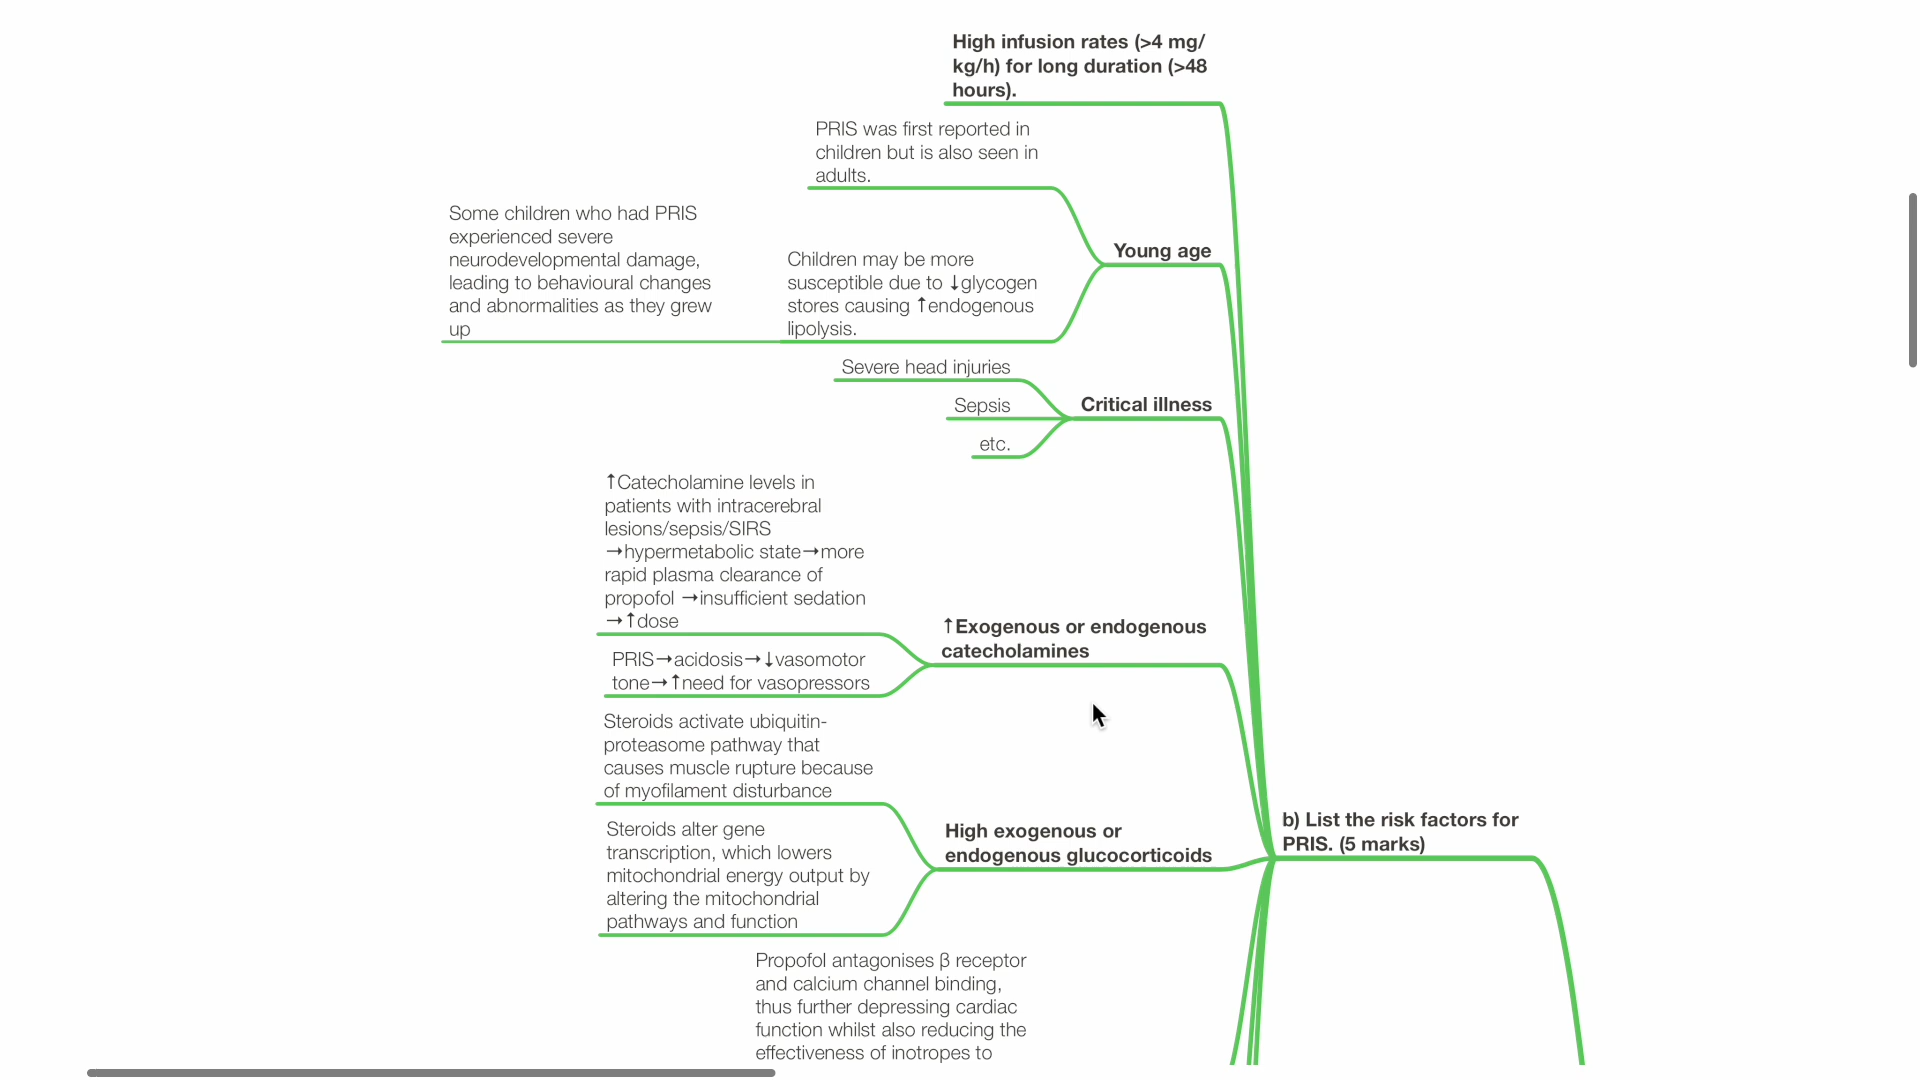 High infusion rates (>4 mg/
kg/h) for long duration (>48
hours).
PRIS was first reported in
children but is also seen in
adults.
Young age
Some children who had PRIS
experienced severe
neurodevelopmental damage,
leading to behavioural changes
and abnormalities as they grew
up
Children may be more
susceptible due to ↓glycogen
stores causing ↑endogenous
lipolysis.
Severe head injuries
Sepsis
etc.
Critical illness
↑Catecholamine levels in
patients with intracerebral
lesions/sepsis/SIRS
→hypermetabolic state→more
rapid plasma clearance of
propofol →insufficient sedation
→↑dose
PRIS→acidosis→↓vasomotor
tone→↑need for vasopressors
↑Exogenous or endogenous
catecholamines
Steroids activate ubiquitin-
proteasome pathway that
causes muscle rupture because
of myofilament disturbance
Steroids alter gene
transcription, which lowers
mitochondrial energy output by
altering the mitochondrial
pathways and function
High exogenous or
endogenous glucocorticoids
b) List the risk factors for
PRIS. (5 marks)
Propofol antagonises β receptor
and calcium channel binding,
thus further depressing cardiac
function whilst also reducing the
effectiveness of inotropes to